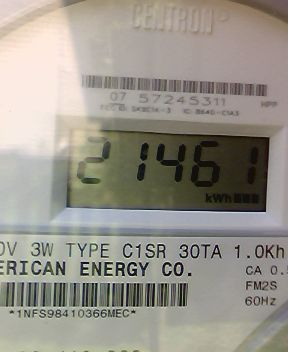 CENTRON
07 57245311 HPP
21461
kWh
0V 3W TYPE C1SR 30TA 1.0Kh
ERICAN ENERGY CO. CA 0.5
FM2S
60Hz
*1NFS98410366MEC*